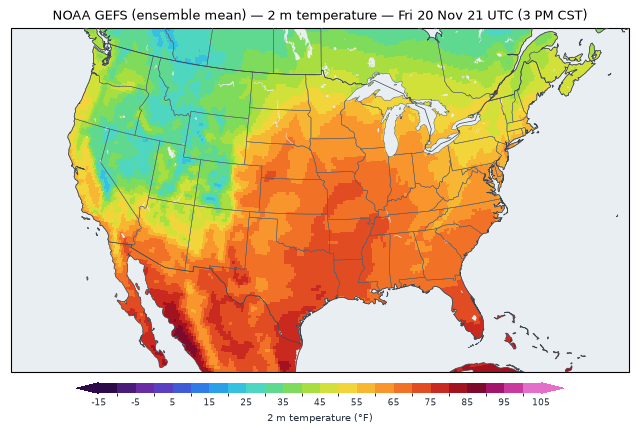 NOAA GEFS (ensemble mean) — 2 m temperature — Fri 20 Nov 21 UTC (3 PM CST)
-15 -5 5 15 25 35 45 55 65 75 85 95 105
2 m temperature (°F)